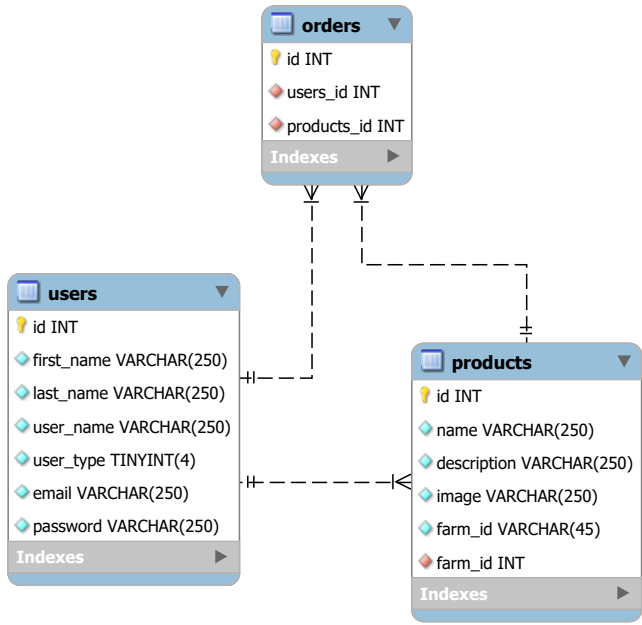 orders
id INT
users_id INT
products_id INT
Indexes
users
id INT
first_name VARCHAR(250)
last_name VARCHAR(250)
user_name VARCHAR(250)
user_type TINYINT(4)
email VARCHAR(250)
password VARCHAR(250)
Indexes
products
id INT
name VARCHAR(250)
description VARCHAR(250)
image VARCHAR(250)
farm_id VARCHAR(45)
farm_id INT
Indexes